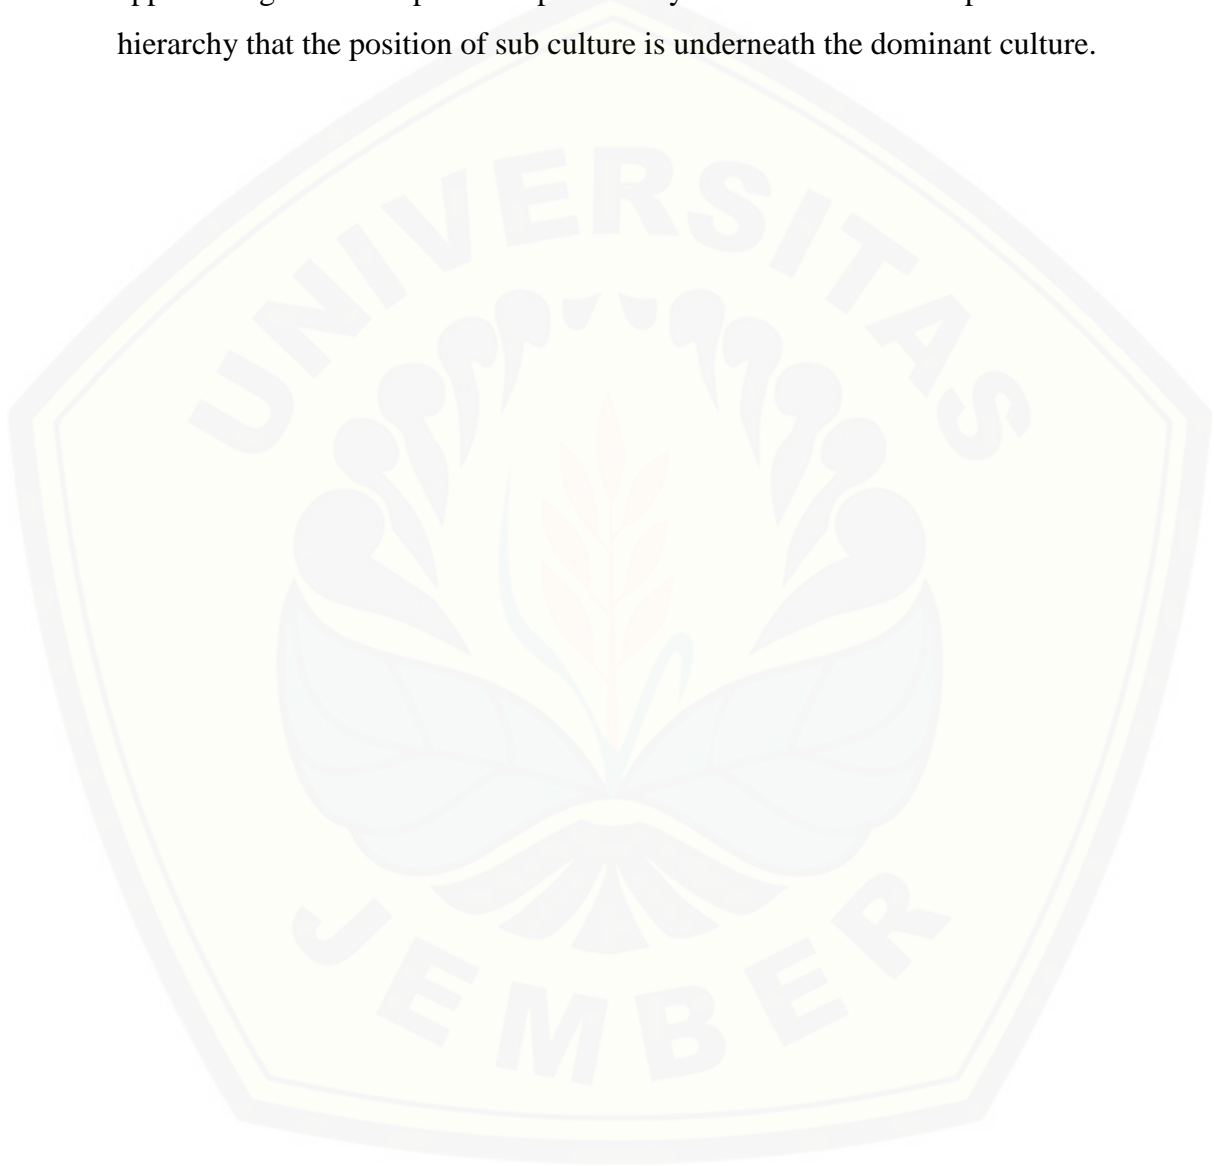 hierarchy that the position of sub culture is underneath the dominant culture.
UNIVERSITAS
JEMBER